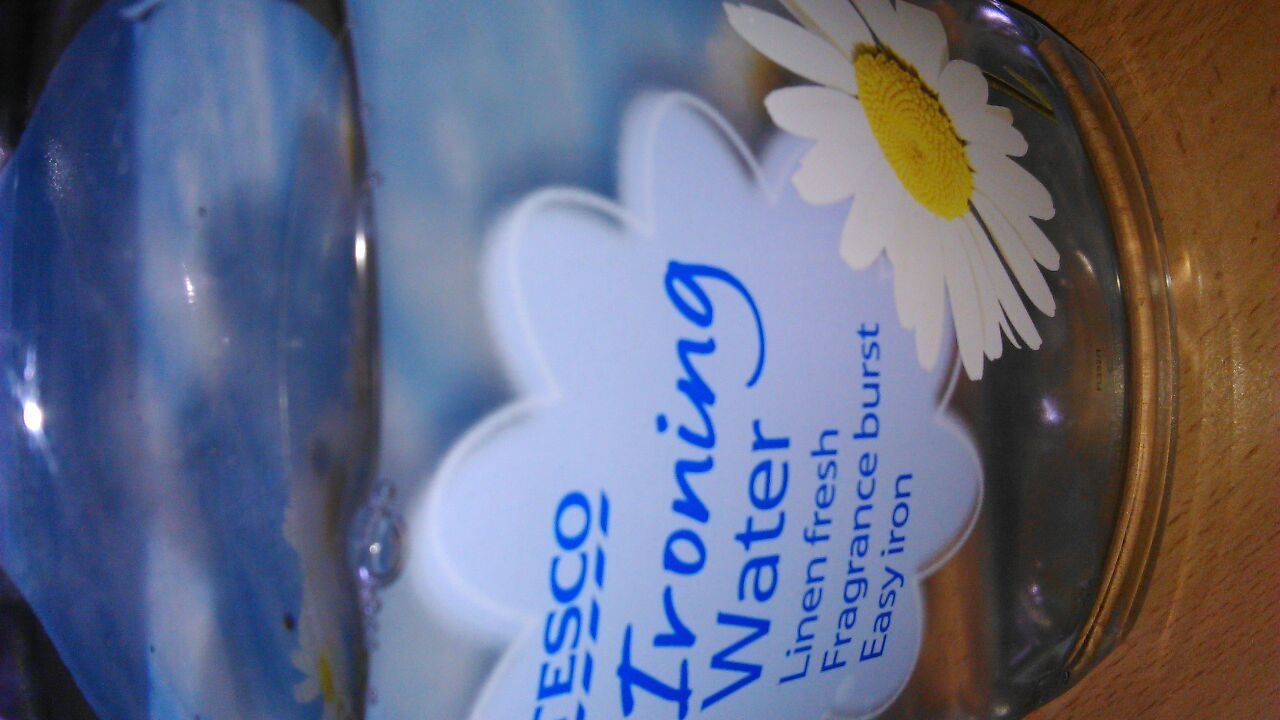 TESCO
Ironing
Water
Linen fresh
Fragrance burst
Easy iron